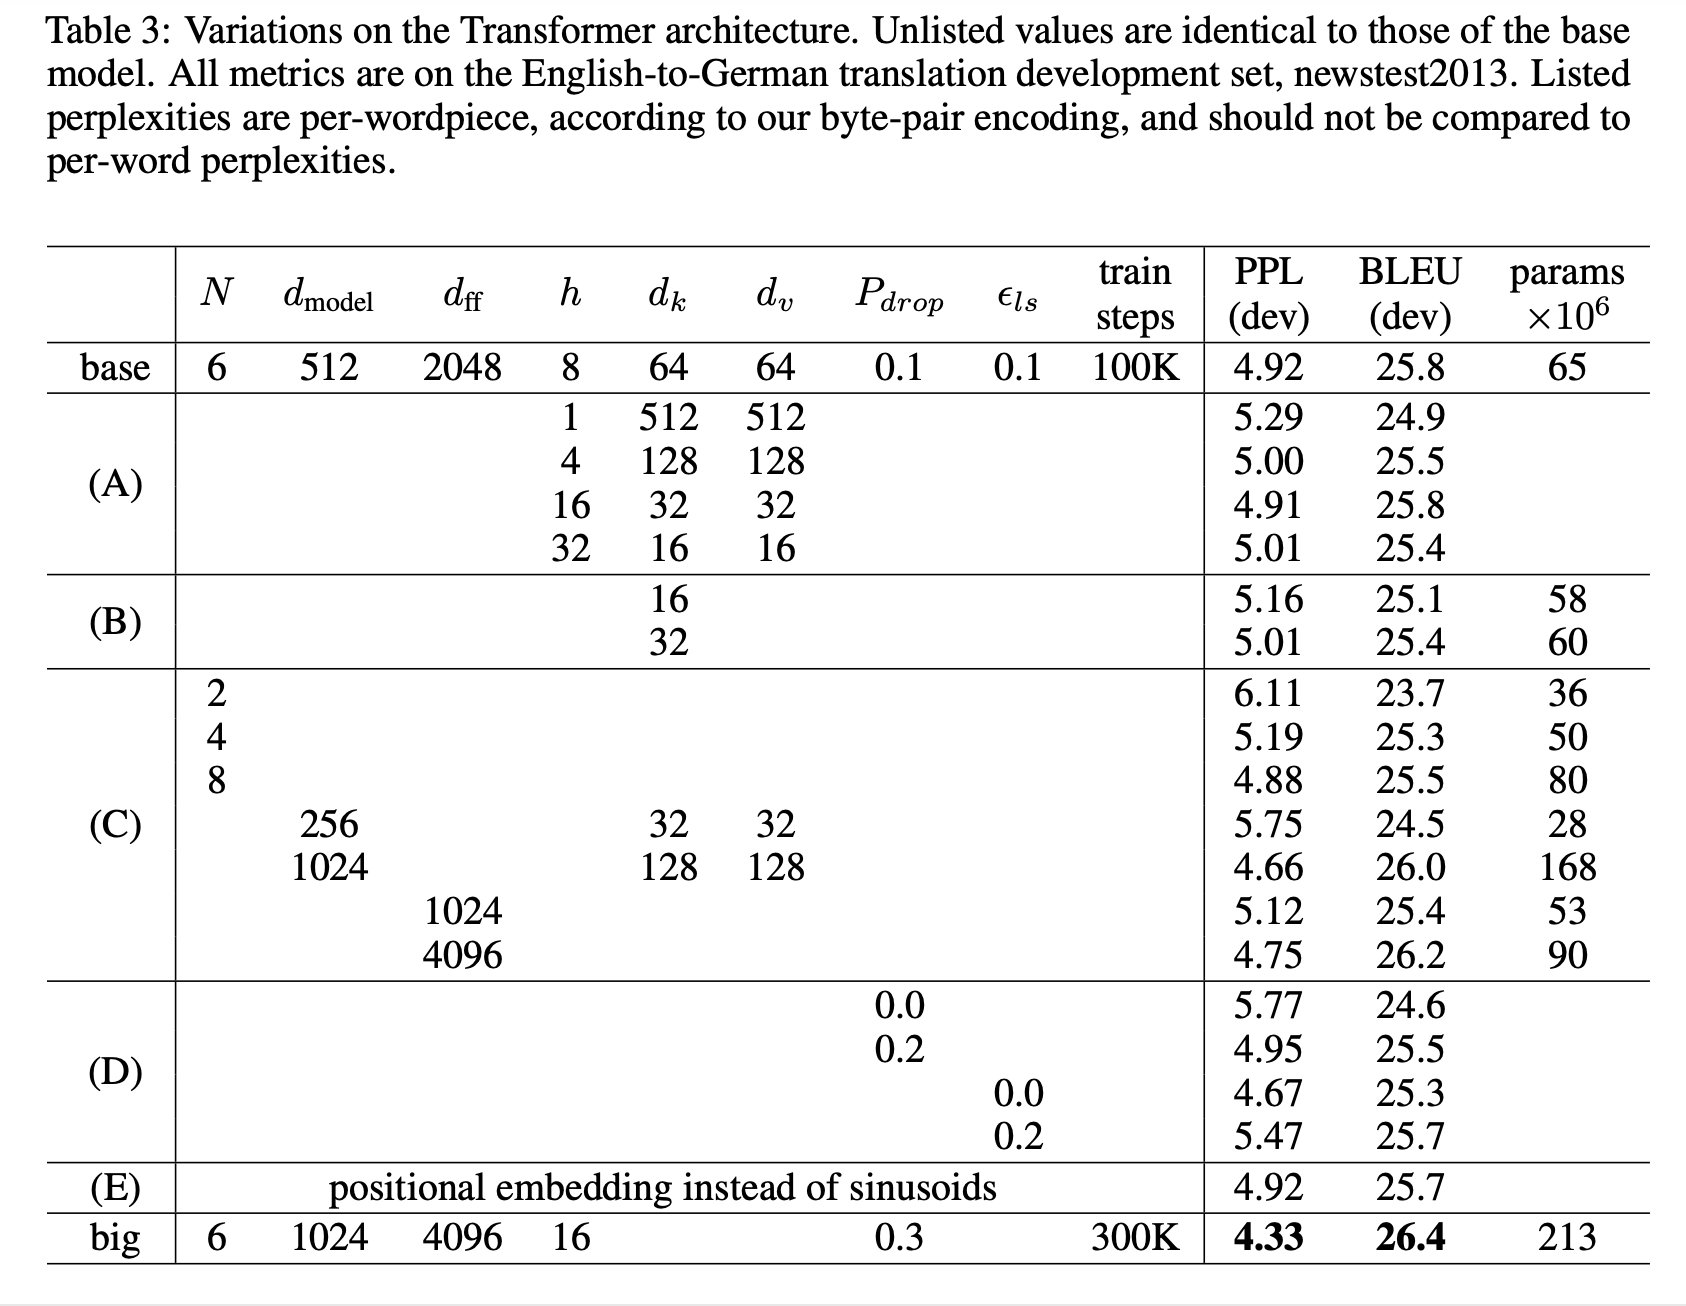 Table 3: Variations on the Transformer architecture. Unlisted values are identical to those of the base
model. All metrics are on the English-to-German translation development set, newstest2013. Listed
perplexities are per-wordpiece, according to our byte-pair encoding, and should not be compared to
per-word perplexities.
N d_model d_ff h d_k d_v P_drop ϵ_ls train steps PPL (dev) BLEU (dev) params ×10^6
base 6 512 2048 8 64 64 0.1 0.1 100K 4.92 25.8 65
(A) 1 512 512 5.29 24.9
4 128 128 5.00 25.5
16 32 32 4.91 25.8
32 16 16 5.01 25.4
(B) 16 5.16 25.1 58
32 5.01 25.4 60
(C) 2 6.11 23.7 36
4 5.19 25.3 50
8 4.88 25.5 80
256 32 32 5.75 24.5 28
1024 128 128 4.66 26.0 168
1024 5.12 25.4 53
4096 4.75 26.2 90
(D) 0.0 5.77 24.6
0.2 4.95 25.5
0.0 4.67 25.3
0.2 5.47 25.7
(E) positional embedding instead of sinusoids 4.92 25.7
big 6 1024 4096 16 0.3 300K 4.33 26.4 213